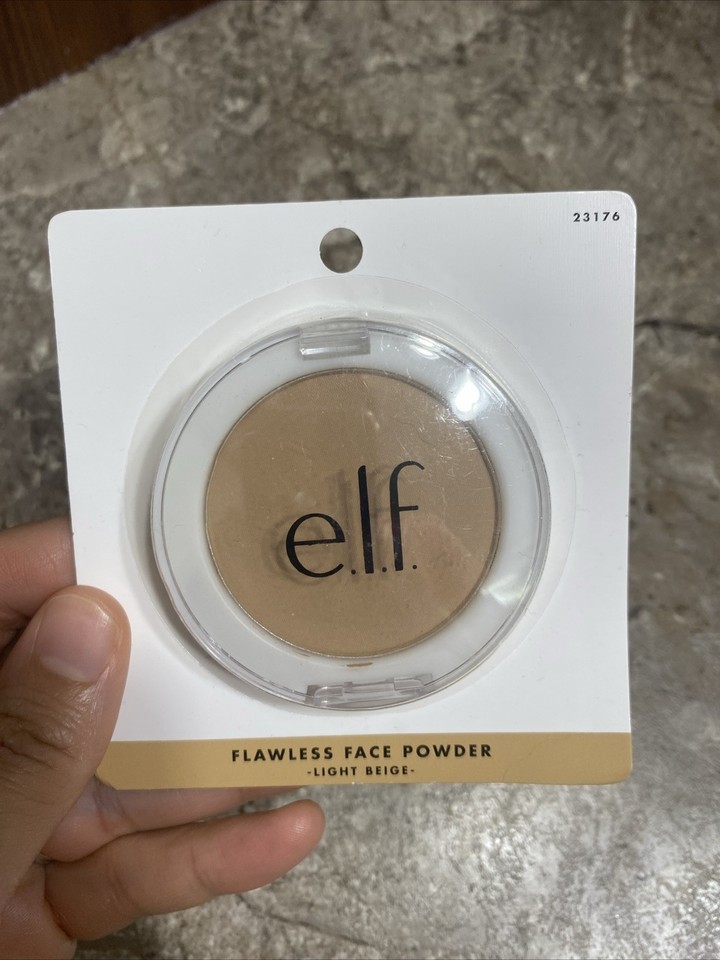 23176
e.l.f.
FLAWLESS FACE POWDER
-LIGHT BEIGE-